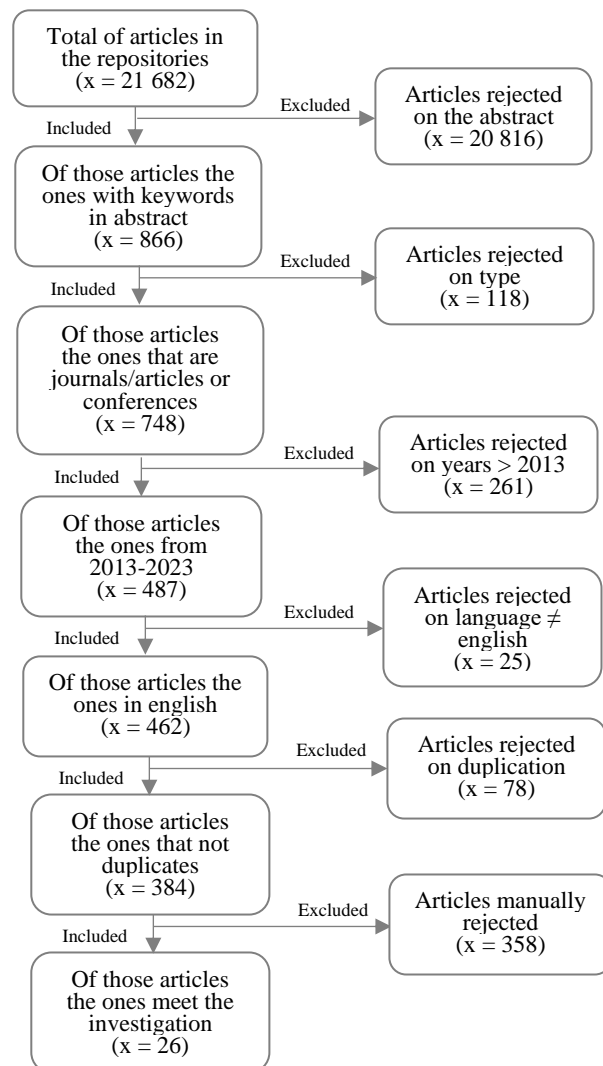 Total of articles in
the repositories
(x = 21 682)
Excluded
Articles rejected
on the abstract
(x = 20 816)
Included
Of those articles the
ones with keywords
in abstract
(x = 866)
Excluded
Articles rejected
on type
(x = 118)
Included
Of those articles
the ones that are
journals/articles or
conferences
(x = 748)
Excluded
Articles rejected
on years > 2013
(x = 261)
Included
Of those articles
the ones from
2013-2023
(x = 487)
Excluded
Articles rejected
on language ≠
english
(x = 25)
Included
Of those articles the
ones in english
(x = 462)
Excluded
Articles rejected
on duplication
(x = 78)
Included
Of those articles
the ones that not
duplicates
(x = 384)
Excluded
Articles manually
rejected
(x = 358)
Included
Of those articles
the ones meet the
investigation
(x = 26)